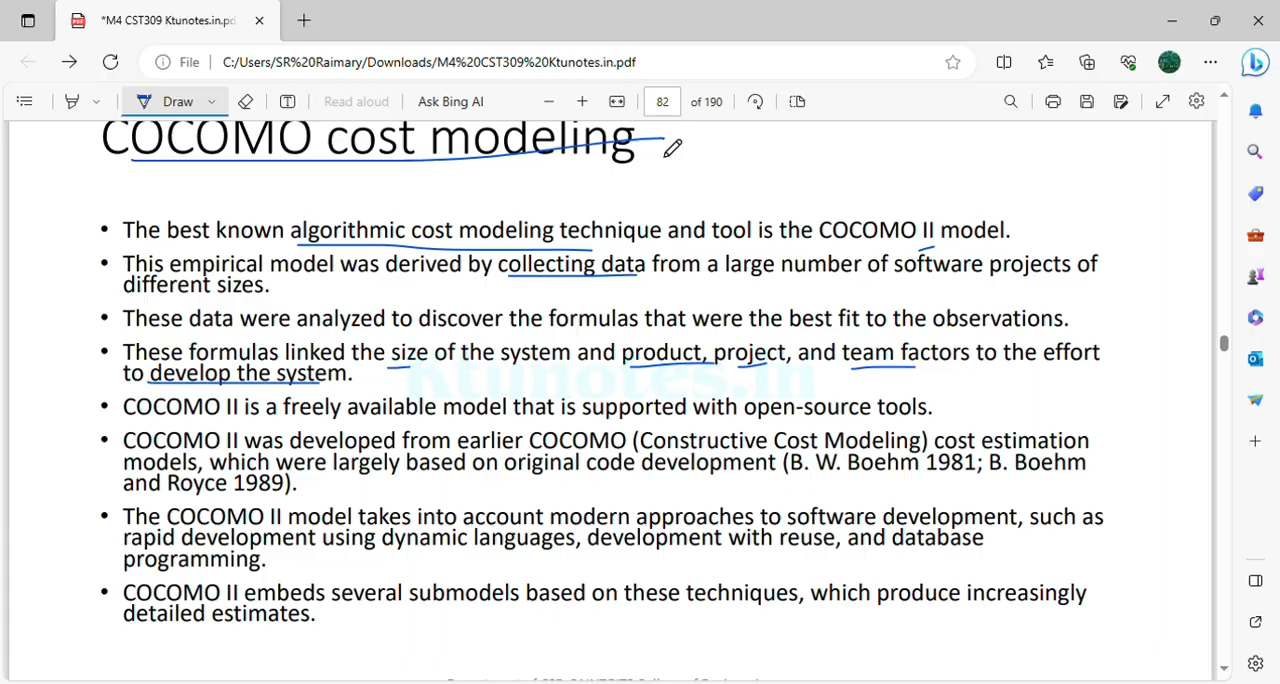 *M4 CST309 Ktunotes.in.pd
File
C:/Users/SR%20Raimary/Downloads/M4%20CST309%20Ktunotes.in.pdf
Draw
Read aloud
Ask Bing AI
82 of 190
COCOMO cost modeling
• The best known algorithmic cost modeling technique and tool is the COCOMO II model.
• This empirical model was derived by collecting data from a large number of software projects of
different sizes.
• These data were analyzed to discover the formulas that were the best fit to the observations.
• These formulas linked the size of the system and product, project, and team factors to the effort
to develop the system.
Ktunotes.in
• COCOMO II is a freely available model that is supported with open-source tools.
• COCOMO II was developed from earlier COCOMO (Constructive Cost Modeling) cost estimation
models, which were largely based on original code development (B. W. Boehm 1981; B. Boehm
and Royce 1989).
• The COCOMO II model takes into account modern approaches to software development, such as
rapid development using dynamic languages, development with reuse, and database
programming.
• COCOMO II embeds several submodels based on these techniques, which produce increasingly
detailed estimates.